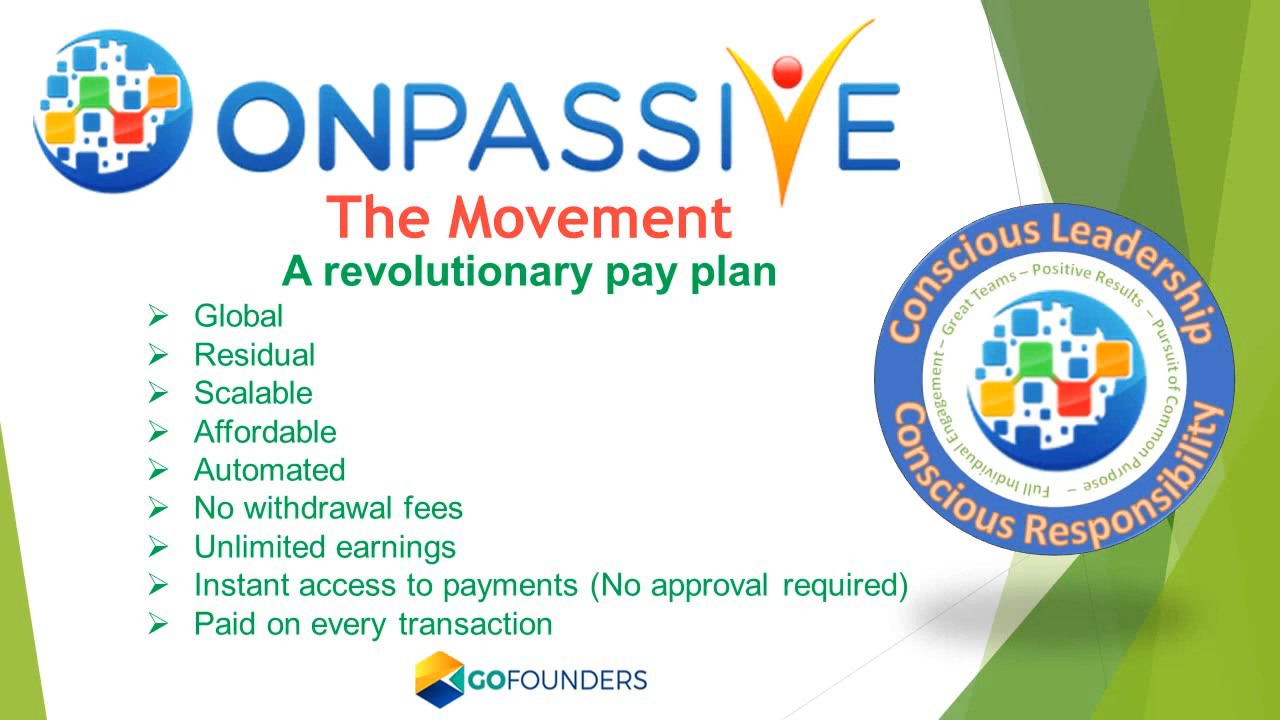 ONPASSIVE
The Movement
A revolutionary pay plan
➢ Global
➢ Residual
➢ Scalable
➢ Affordable
➢ Automated
➢ No withdrawal fees
➢ Unlimited earnings
➢ Instant access to payments (No approval required)
➢ Paid on every transaction
GOFOUNDERS
Conscious Leadership
Full Individual Engagement – Great Teams – Positive Results – Pursuit of Common Purpose –
Conscious Responsibility